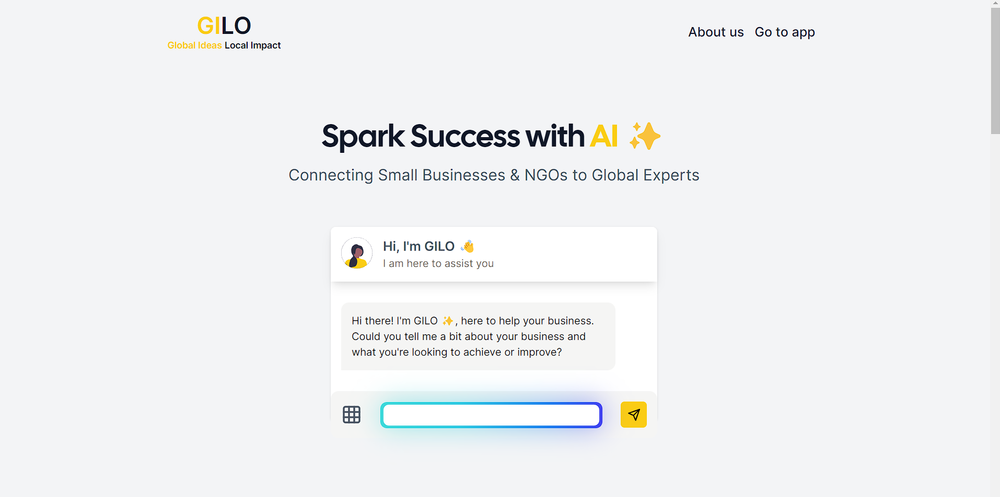 GILO
Global Ideas Local Impact
About us Go to app
Spark Success with AI ✨
Connecting Small Businesses & NGOs to Global Experts
Hi, I'm GILO 👋
I am here to assist you
Hi there! I'm GILO ✨, here to help your business.
Could you tell me a bit about your business and
what you're looking to achieve or improve?